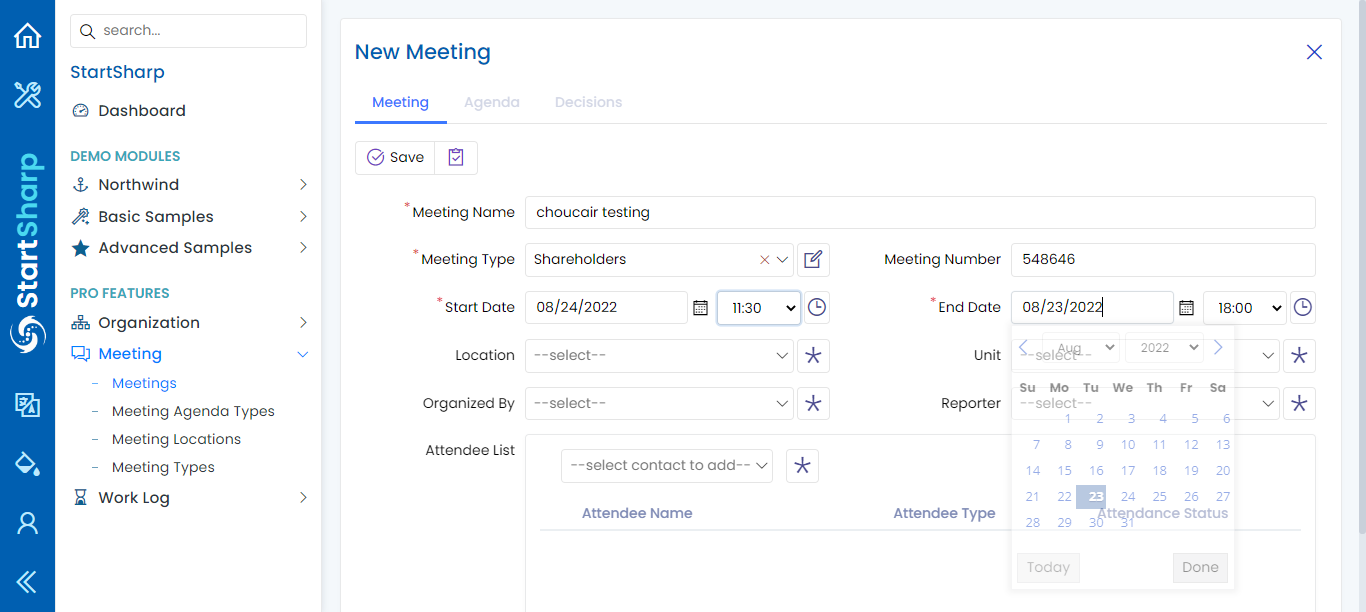 search...
StartSharp
Dashboard
DEMO MODULES
Northwind
Basic Samples
Advanced Samples
PRO FEATURES
Organization
Meeting
- Meetings
- Meeting Agenda Types
- Meeting Locations
- Meeting Types
Work Log
StartSharp
New Meeting
Meeting Agenda Decisions
Save
*Meeting Name choucair testing
*Meeting Type Shareholders Meeting Number 548646
*Start Date 08/24/2022 11:30 *End Date 08/23/2022 18:00
Location --select-- Unit --select--
Organized By --select-- Reporter --select--
Attendee List
--select contact to add--
Attendee Name Attendee Type Attendance Status
Aug 2022
Su Mo Tu We Th Fr Sa
1 2 3 4 5 6
7 8 9 10 11 12 13
14 15 16 17 18 19 20
21 22 23 24 25 26 27
28 29 30 31
Today Done